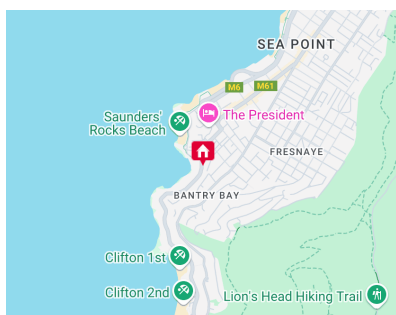 SEA POINT
M6
M61
Saunders'
Rocks Beach
The President
FRESNAYE
BANTRY BAY
Clifton 1st
Clifton 2nd
Lion's Head Hiking Trail